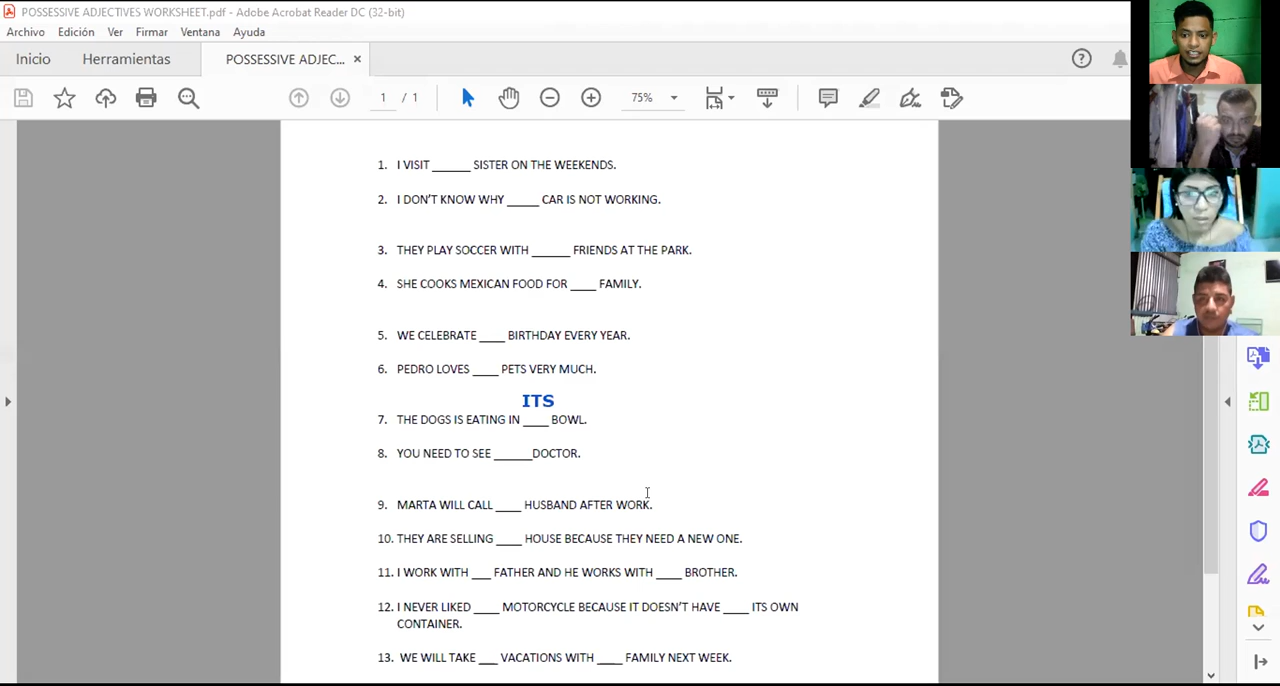 POSSESSIVE ADJECTIVES WORKSHEET.pdf - Adobe Acrobat Reader DC (32-bit)
Archivo Edición Ver Firmar Ventana Ayuda
Inicio Herramientas POSSESSIVE ADJEC... ×
1 / 1 75%
1. I VISIT ______ SISTER ON THE WEEKENDS.
2. I DON'T KNOW WHY _____ CAR IS NOT WORKING.
3. THEY PLAY SOCCER WITH ______ FRIENDS AT THE PARK.
4. SHE COOKS MEXICAN FOOD FOR ____ FAMILY.
5. WE CELEBRATE ____ BIRTHDAY EVERY YEAR.
6. PEDRO LOVES ____ PETS VERY MUCH.
ITS
7. THE DOGS IS EATING IN ____ BOWL.
8. YOU NEED TO SEE ______DOCTOR.
9. MARTA WILL CALL ____ HUSBAND AFTER WORK.
10. THEY ARE SELLING ____ HOUSE BECAUSE THEY NEED A NEW ONE.
11. I WORK WITH ___ FATHER AND HE WORKS WITH ____ BROTHER.
12. I NEVER LIKED ____ MOTORCYCLE BECAUSE IT DOESN'T HAVE ____ ITS OWN
CONTAINER.
13. WE WILL TAKE ___ VACATIONS WITH ____ FAMILY NEXT WEEK.